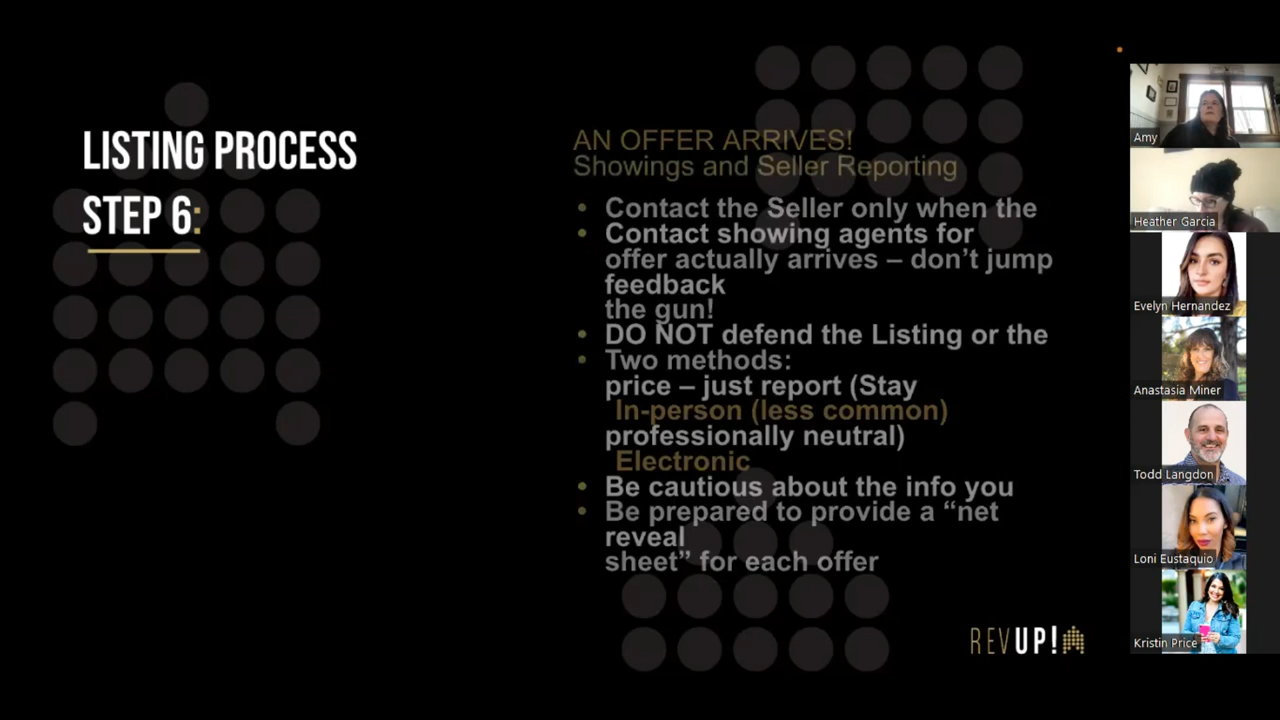 LISTING PROCESS
STEP 6:
AN OFFER ARRIVES!
Showings and Seller Reporting
• Contact the Seller only when the
• Contact showing agents for
offer actually arrives – don’t jump
feedback
the gun!
• DO NOT defend the Listing or the
• Two methods:
price – just report (Stay
In-person (less common)
professionally neutral)
Electronic
• Be cautious about the info you
• Be prepared to provide a “net
reveal
sheet” for each offer
REVUP!
Amy
Heather Garcia
Evelyn Hernandez
Anastasia Miner
Todd Langdon
Loni Eustaquio
Kristin Price